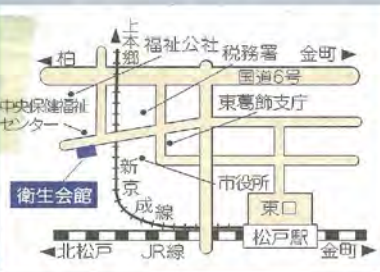 上本郷
福祉公社
柏
税務署
金町
国道6号
東葛飾支庁
中央保健福祉
センター
衛生会館
新京成線
市役所
東口
松戸駅
北松戸
JR線
金町